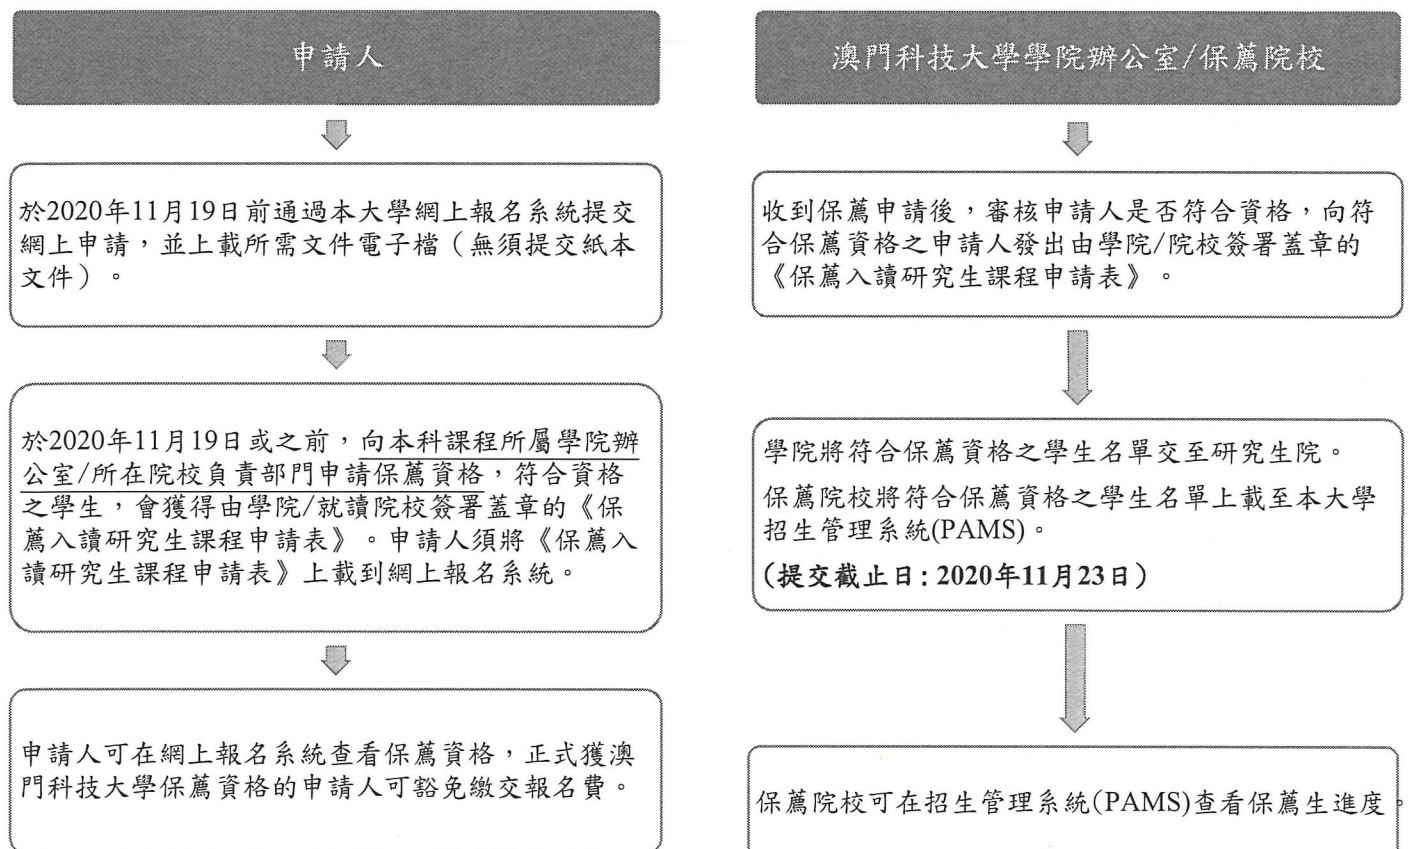 申請人
於2020年11月19日前通過本大學網上報名系統提交
網上申請，並上載所需文件電子檔（無須提交紙本
文件）。
於2020年11月19日或之前，向本科課程所屬學院辦
公室/所在院校負責部門申請保薦資格，符合資格
之學生，會獲得由學院/就讀院校簽署蓋章的《保
薦入讀研究生課程申請表》。申請人須將《保薦入
讀研究生課程申請表》上載到網上報名系統。
申請人可在網上報名系統查看保薦資格，正式獲澳
門科技大學保薦資格的申請人可豁免繳交報名費。
澳門科技大學學院辦公室/保薦院校
收到保薦申請後，審核申請人是否符合資格，向符
合保薦資格之申請人發出由學院/院校簽署蓋章的
《保薦入讀研究生課程申請表》。
學院將符合保薦資格之學生名單交至研究生院。
保薦院校將符合保薦資格之學生名單上載至本大學
招生管理系統(PAMS)。
（提交截止日：2020年11月23日）
保薦院校可在招生管理系統(PAMS)查看保薦生進度。